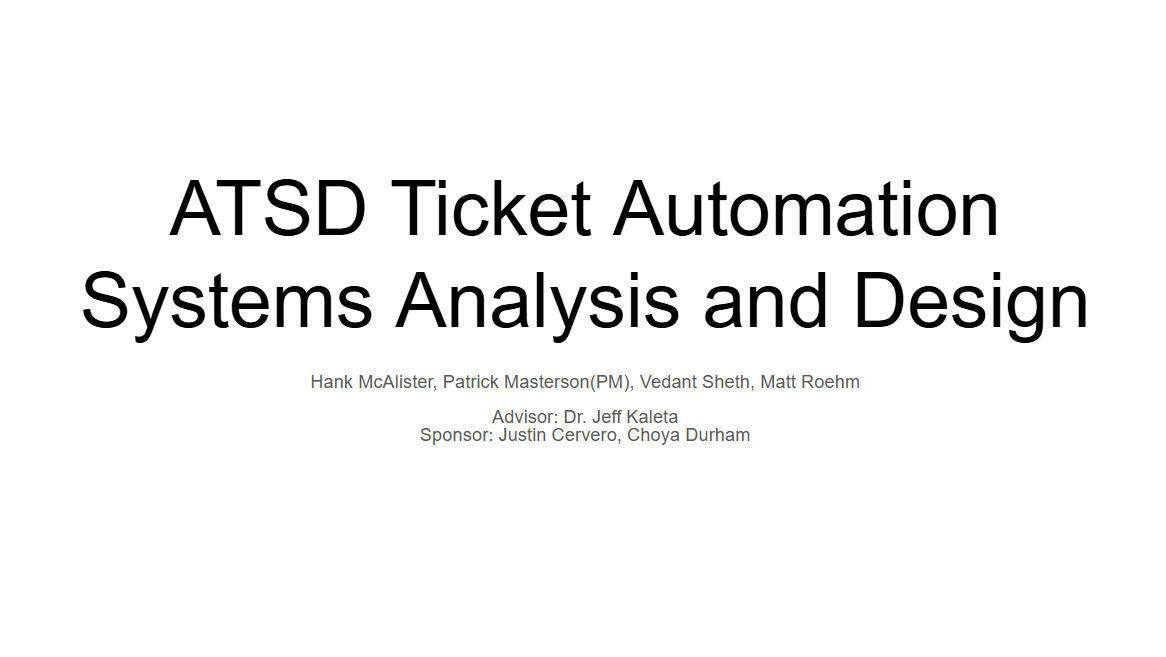 ATSD Ticket Automation
Systems Analysis and Design
Hank McAlister, Patrick Masterson(PM), Vedant Sheth, Matt Roehm
Advisor: Dr. Jeff Kaleta
Sponsor: Justin Cervero, Choya Durham